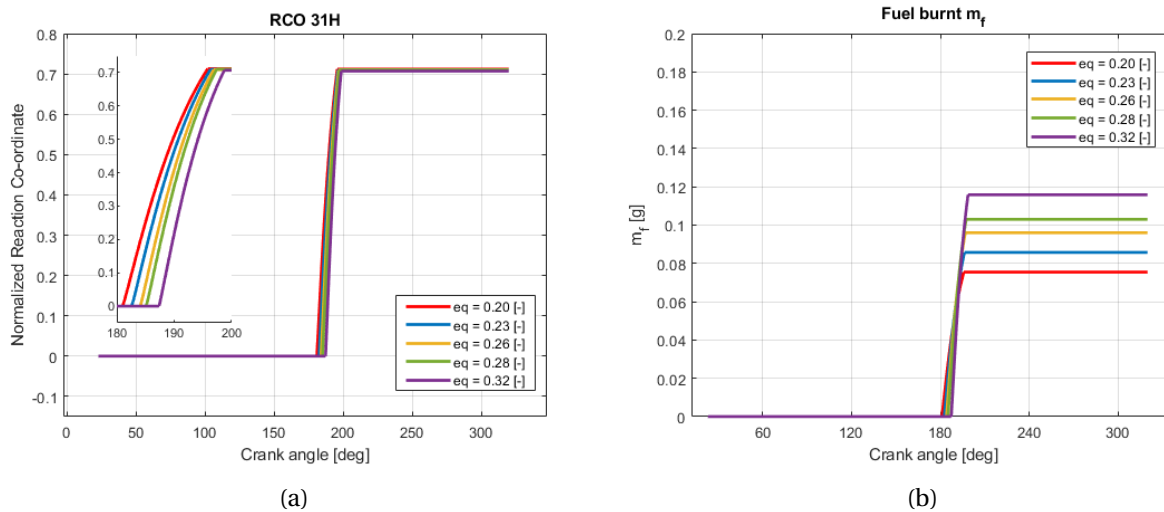 RCO 31H
0.8
0.7
0.6
0.5
0.4
0.3
0.2
0.1
0
-0.1
Normalized Reaction Co-ordinate
0.7
0.6
0.5
0.4
0.3
0.2
0.1
0
180 190 200
eq = 0.20 [-]
eq = 0.23 [-]
eq = 0.26 [-]
eq = 0.28 [-]
eq = 0.32 [-]
0 50 100 150 200 250 300
Crank angle [deg]
(a)
Fuel burnt m_f
0.2
0.18
0.16
0.14
0.12
0.1
0.08
0.06
0.04
0.02
0
m_f [g]
eq = 0.20 [-]
eq = 0.23 [-]
eq = 0.26 [-]
eq = 0.28 [-]
eq = 0.32 [-]
60 120 180 240 300
Crank angle [deg]
(b)